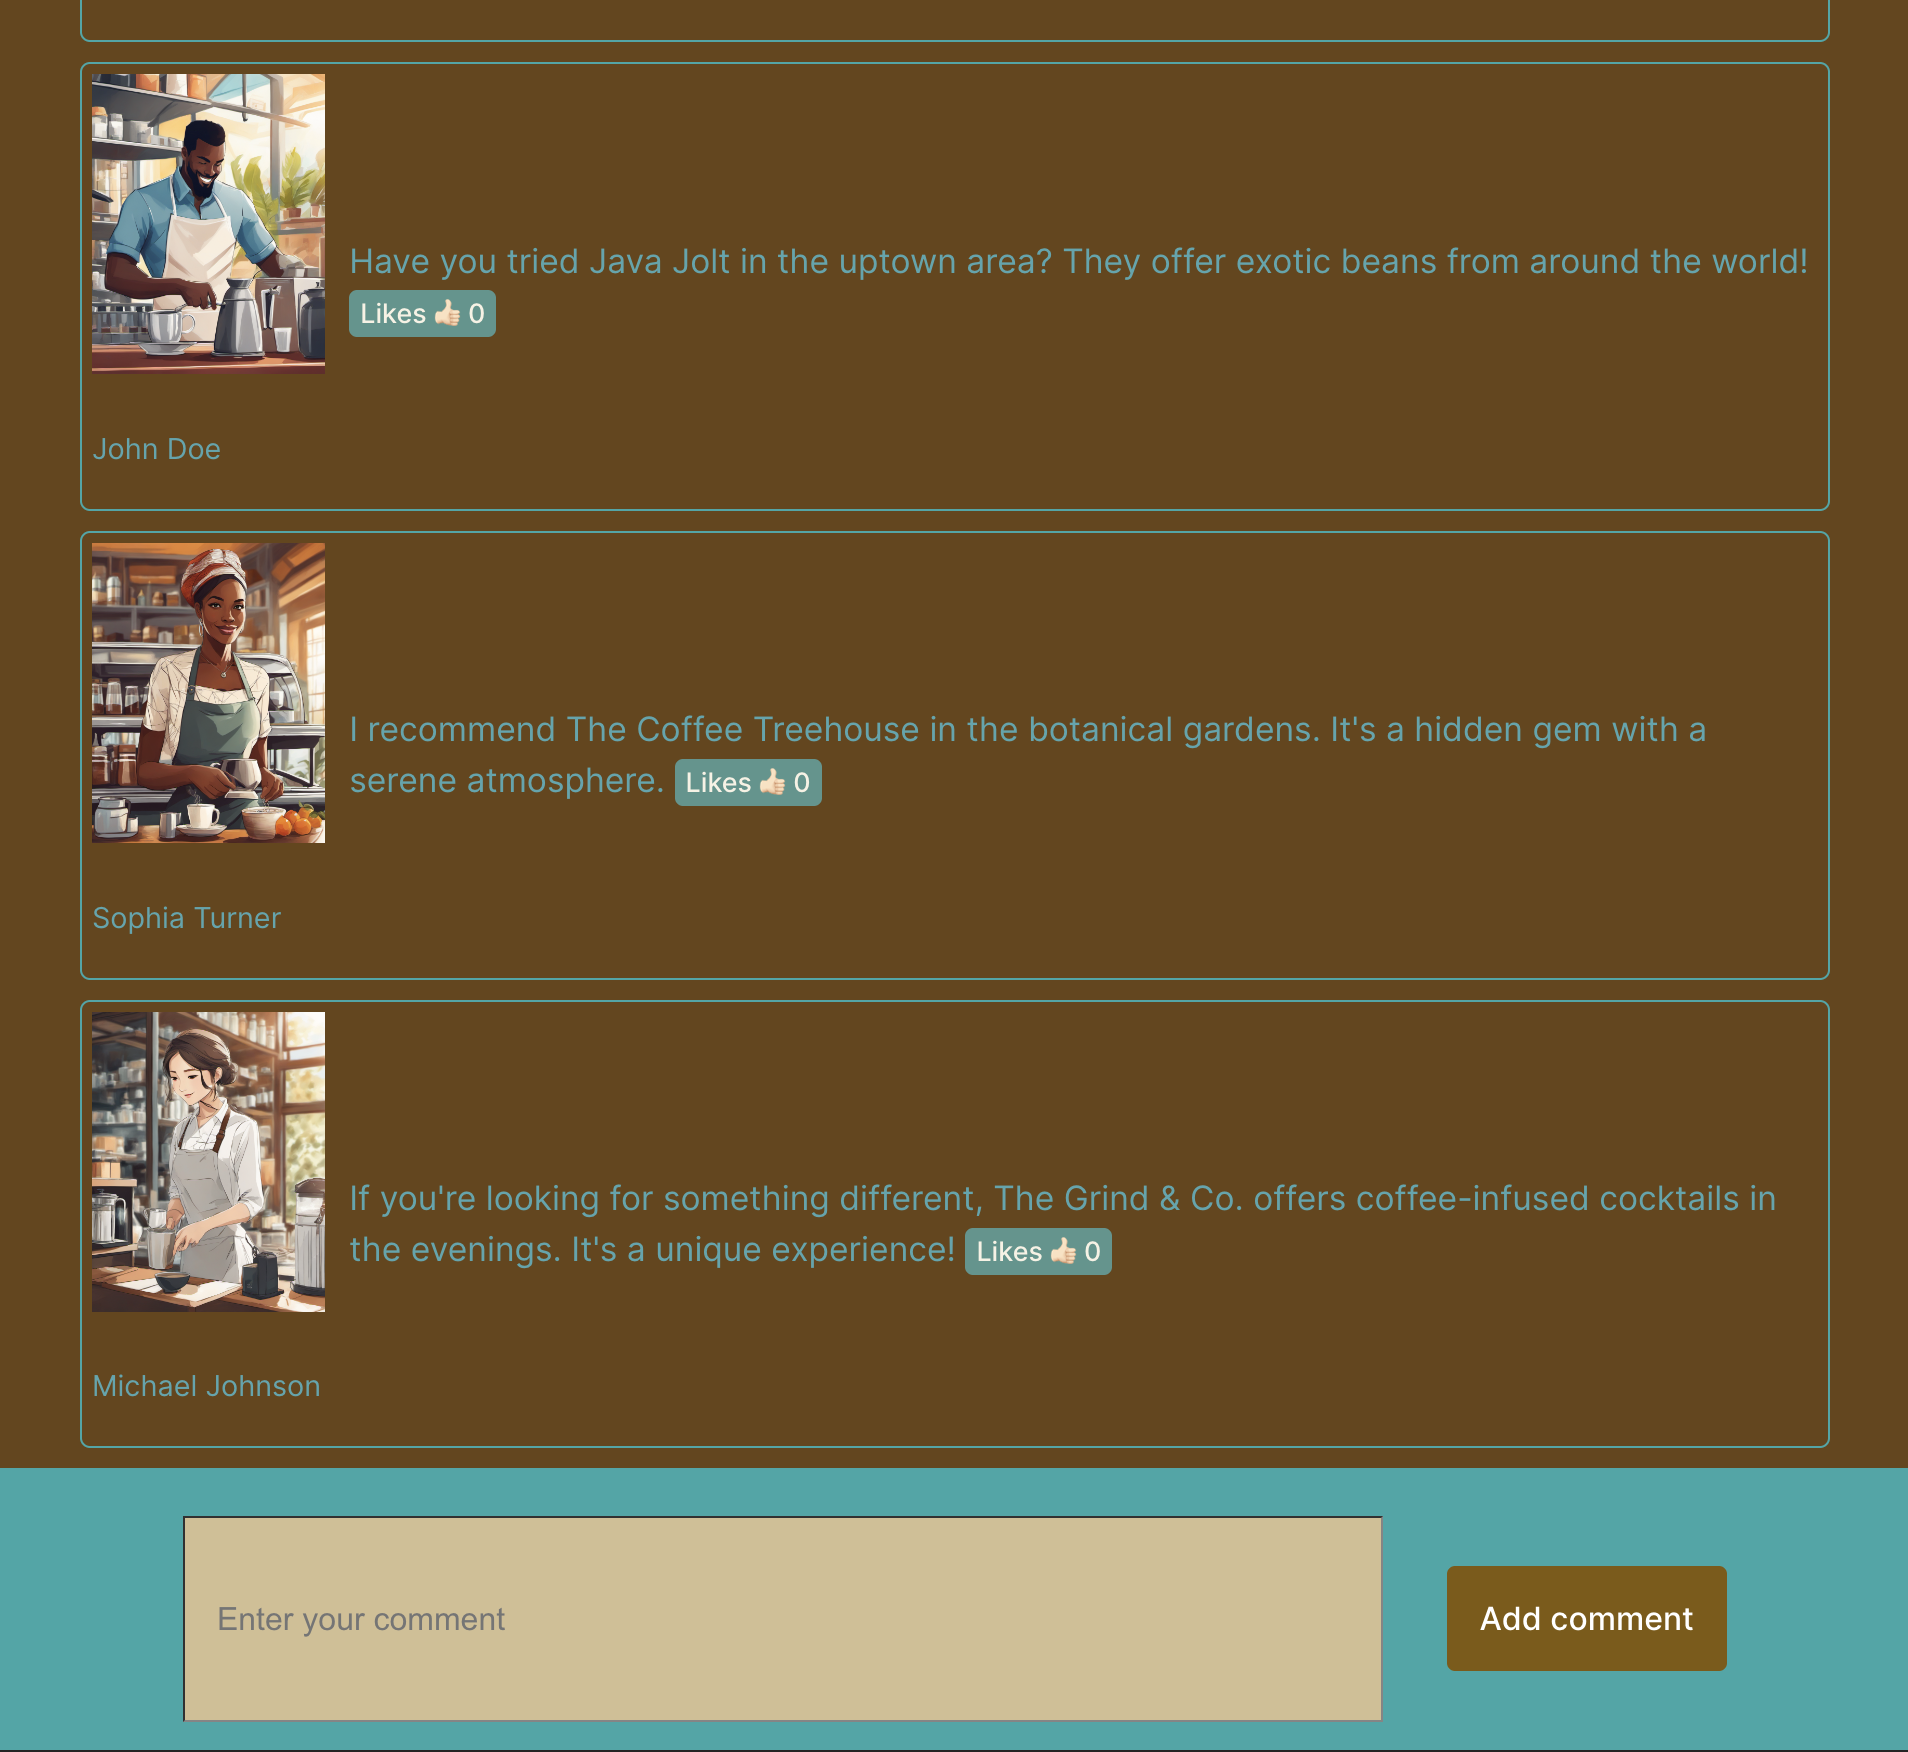 Have you tried Java Jolt in the uptown area? They offer exotic beans from around the world!
Likes 👍🏻 0
John Doe
I recommend The Coffee Treehouse in the botanical gardens. It's a hidden gem with a
serene atmosphere. Likes 👍🏻 0
Sophia Turner
If you're looking for something different, The Grind & Co. offers coffee-infused cocktails in
the evenings. It's a unique experience! Likes 👍🏻 0
Michael Johnson
Enter your comment
Add comment